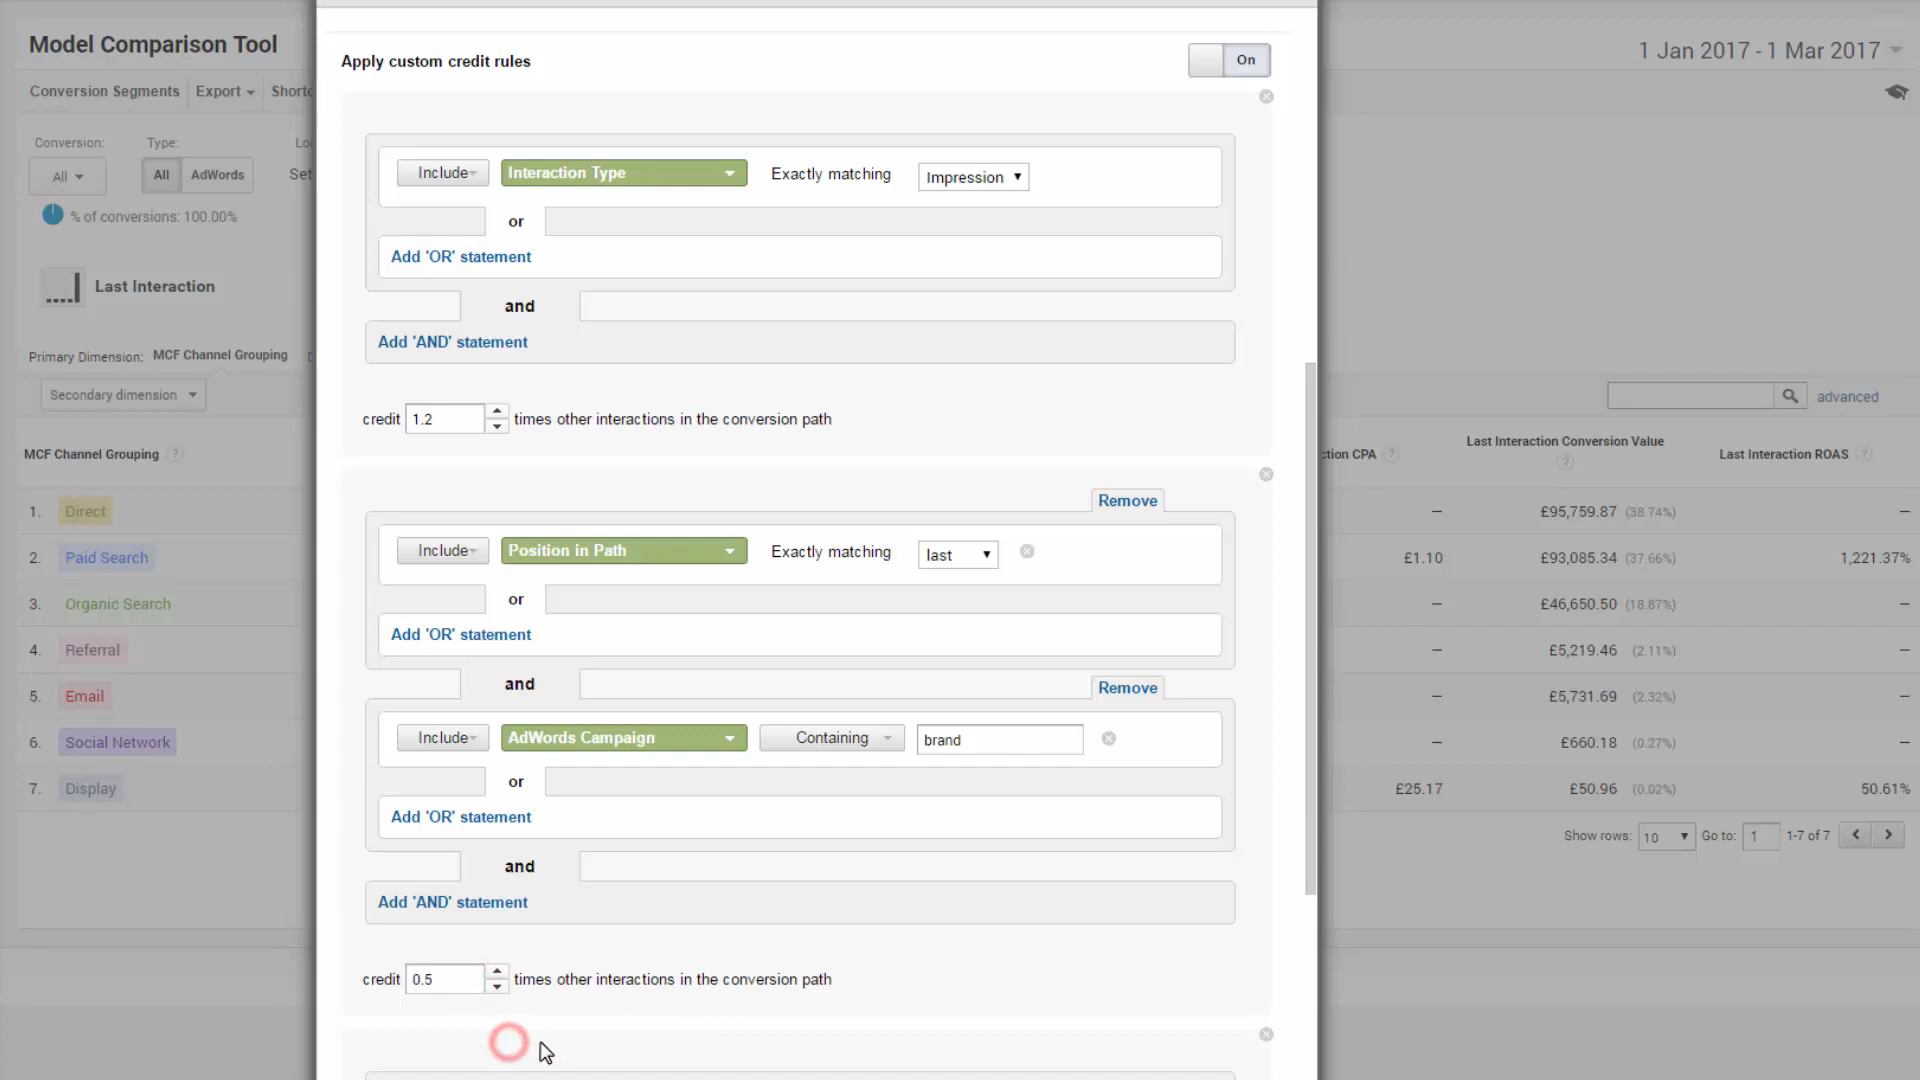 Model Comparison Tool
1 Jan 2017 - 1 Mar 2017
Conversion Segments Export
Conversion: Type:
All All AdWords Set
% of conversions: 100.00%
Last Interaction
Primary Dimension: MCF Channel Grouping
Secondary dimension
MCF Channel Grouping ?
1. Direct
2. Paid Search
3. Organic Search
4. Referral
5. Email
6. Social Network
7. Display
Apply custom credit rules On
Include Interaction Type Exactly matching Impression
or
Add 'OR' statement
and
Add 'AND' statement
credit 1.2 times other interactions in the conversion path
Remove
Include Position in Path Exactly matching last
or
Add 'OR' statement
and
Remove
Include AdWords Campaign Containing brand
or
Add 'OR' statement
and
Add 'AND' statement
credit 0.5 times other interactions in the conversion path
advanced
CPA ? Last Interaction Conversion Value ? Last Interaction ROAS ?
— £95,759.87 (38.74%) —
£1.10 £93,085.34 (37.66%) 1,221.37%
— £46,650.50 (18.87%) —
— £5,219.46 (2.11%) —
— £5,731.69 (2.32%) —
— £660.18 (0.27%) —
£25.17 £50.96 (0.02%) 50.61%
Show rows: 10 Go to: 1 1-7 of 7